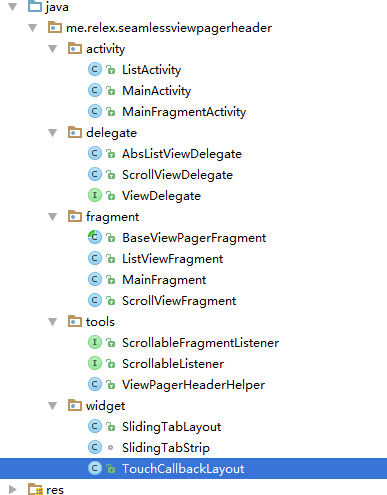 java
me.relex.seamlessviewpagerheader
activity
ListActivity
MainActivity
MainFragmentActivity
delegate
AbsListViewDelegate
ScrollViewDelegate
ViewDelegate
fragment
BaseViewPagerFragment
ListViewFragment
MainFragment
ScrollViewFragment
tools
ScrollableFragmentListener
ScrollableListener
ViewPagerHeaderHelper
widget
SlidingTabLayout
SlidingTabStrip
TouchCallbackLayout
res